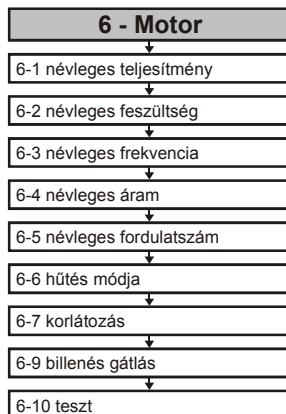 6 - Motor
6-1 névleges teljesítmény
6-2 névleges feszültség
6-3 névleges frekvencia
6-4 névleges áram
6-5 névleges fordulatszám
6-6 hűtés módja
6-7 korlátozás
6-9 billenés gátlás
6-10 teszt